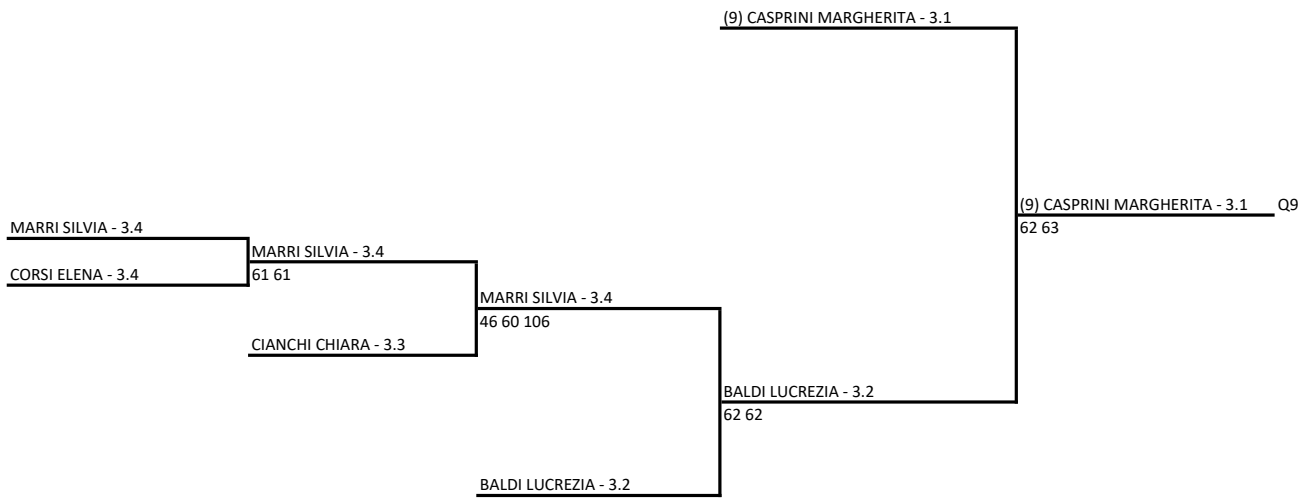 (9) CASPRINI MARGHERITA - 3.1
(9) CASPRINI MARGHERITA - 3.1 Q9
62 63
MARRI SILVIA - 3.4
MARRI SILVIA - 3.4
CORSI ELENA - 3.4
61 61
MARRI SILVIA - 3.4
46 60 106
CIANCHI CHIARA - 3.3
BALDI LUCREZIA - 3.2
62 62
BALDI LUCREZIA - 3.2